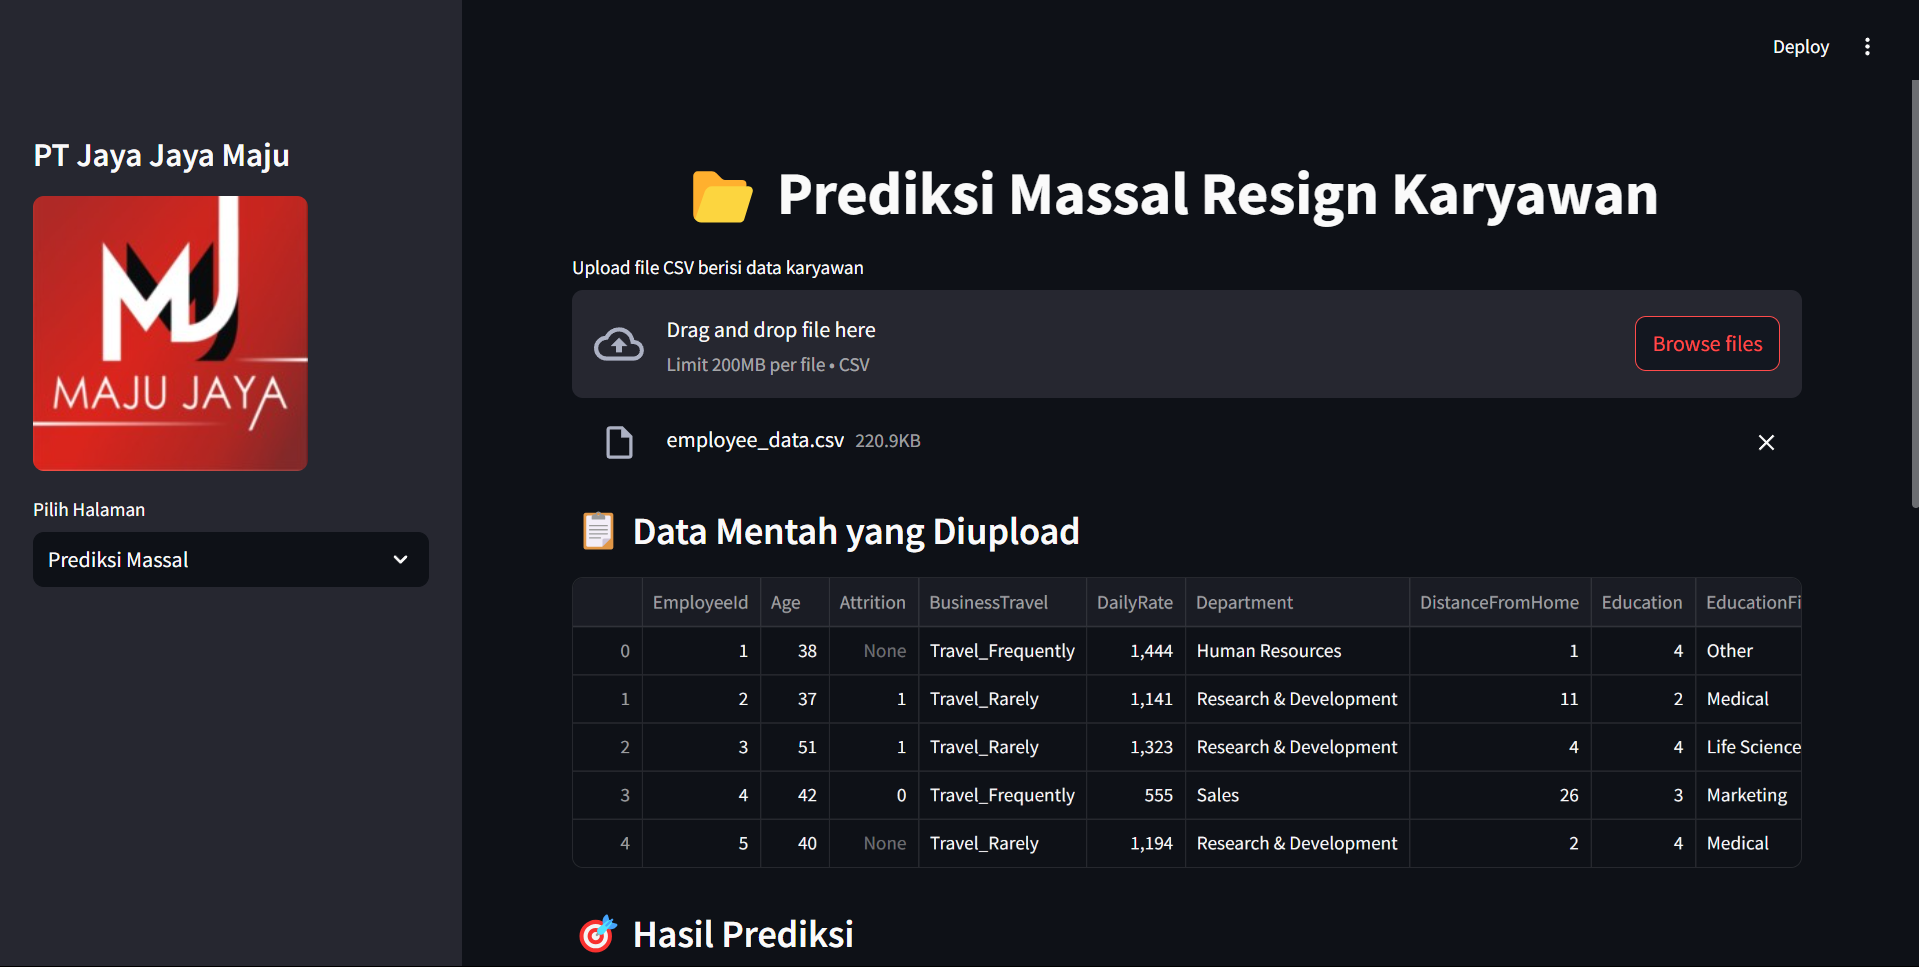 Deploy
PT Jaya Jaya Maju
MJ
MAJU JAYA
Pilih Halaman
Prediksi Massal
Prediksi Massal Resign Karyawan
Upload file CSV berisi data karyawan
Drag and drop file here
Limit 200MB per file • CSV
Browse files
employee_data.csv 220.9KB
Data Mentah yang Diupload
EmployeeId Age Attrition BusinessTravel DailyRate Department DistanceFromHome Education EducationFi
0 1 38 None Travel_Frequently 1,444 Human Resources 1 4 Other
1 2 37 1 Travel_Rarely 1,141 Research & Development 11 2 Medical
2 3 51 1 Travel_Rarely 1,323 Research & Development 4 4 Life Science
3 4 42 0 Travel_Frequently 555 Sales 26 3 Marketing
4 5 40 None Travel_Rarely 1,194 Research & Development 2 4 Medical
Hasil Prediksi